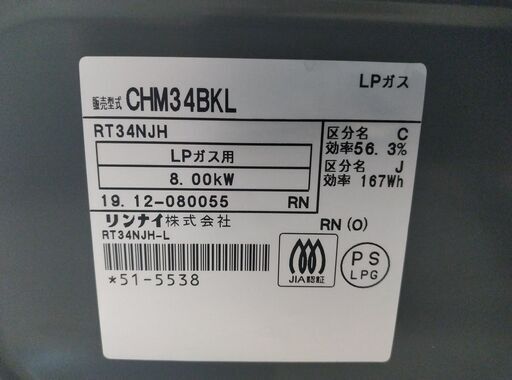 LPガス
販売型式 CHM34BKL
RT34NJH
LPガス用
8.00kW
19.12-080055 RN
区分名 C
効率56.3%
区分名 J
効率 167Wh
リンナイ株式会社
RT34NJH-L
RN (O)
*51-5538
JIA認証
PS
LPG